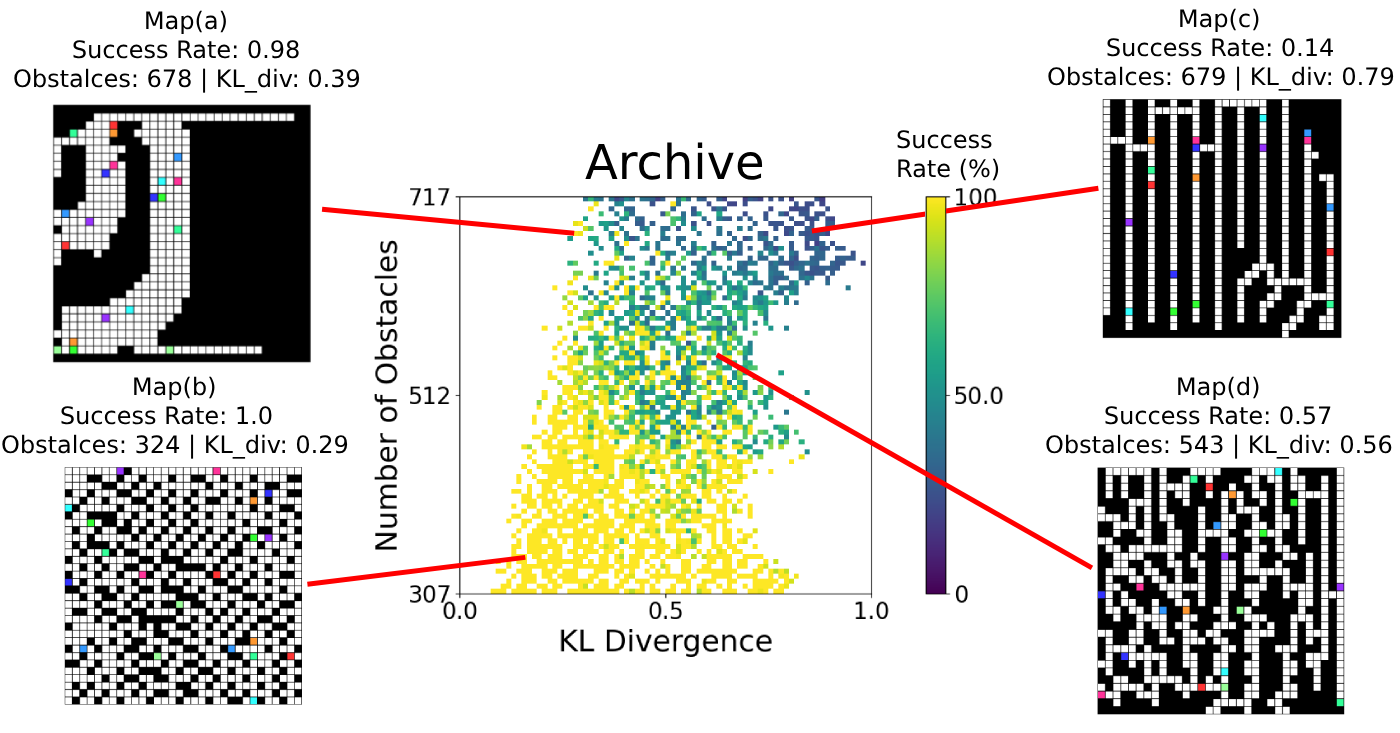 Map(a)
Success Rate: 0.98
Obstalces: 678 | KL_div: 0.39
Map(b)
Success Rate: 1.0
Obstalces: 324 | KL_div: 0.29
Archive
Success
Rate (%)
717
512
307
Number of Obstacles
0.0
0.5
1.0
KL Divergence
100
50.0
0
Map(c)
Success Rate: 0.14
Obstalces: 679 | KL_div: 0.79
Map(d)
Success Rate: 0.57
Obstalces: 543 | KL_div: 0.56